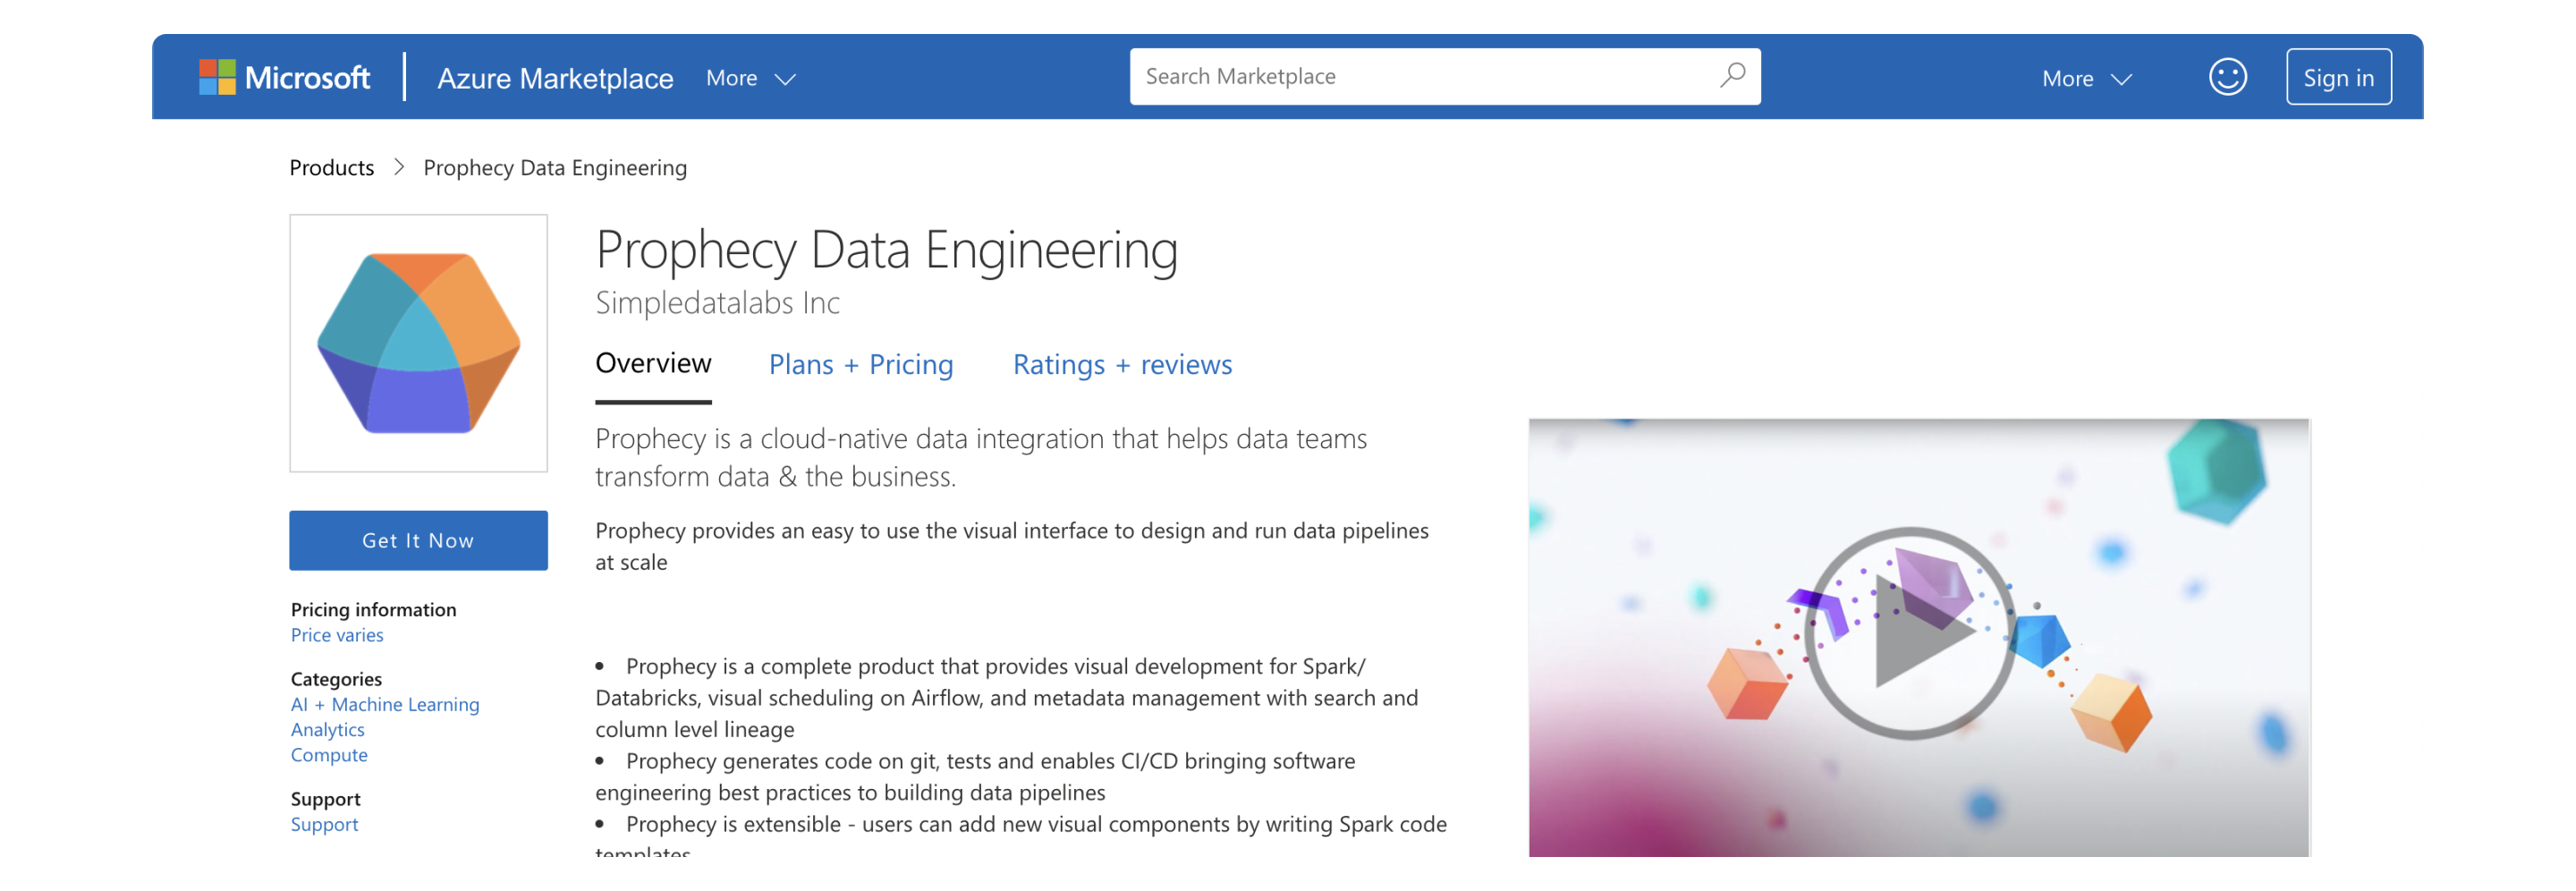 Microsoft
Azure Marketplace
More
Search Marketplace
More
Sign in
Products > Prophecy Data Engineering
Prophecy Data Engineering
Simpledatalabs Inc
Overview
Plans + Pricing
Ratings + reviews
Prophecy is a cloud-native data integration that helps data teams
transform data & the business.
Prophecy provides an easy to use the visual interface to design and run data pipelines
at scale
• Prophecy is a complete product that provides visual development for Spark/
Databricks, visual scheduling on Airflow, and metadata management with search and
column level lineage
• Prophecy generates code on git, tests and enables CI/CD bringing software
engineering best practices to building data pipelines
• Prophecy is extensible - users can add new visual components by writing Spark code
templates
Get It Now
Pricing information
Price varies
Categories
AI + Machine Learning
Analytics
Compute
Support
Support